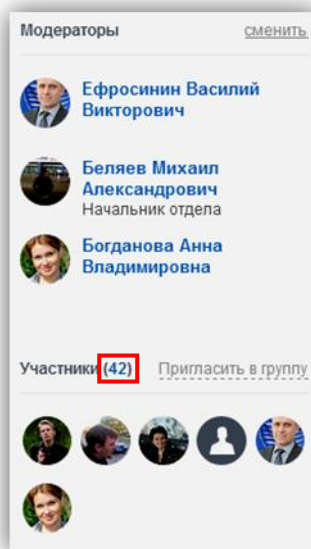 Модераторы сменить
Ефросинин Василий
Викторович
Беляев Михаил
Александрович
Начальник отдела
Богданова Анна
Владимировна
Участники (42) Пригласить в группу